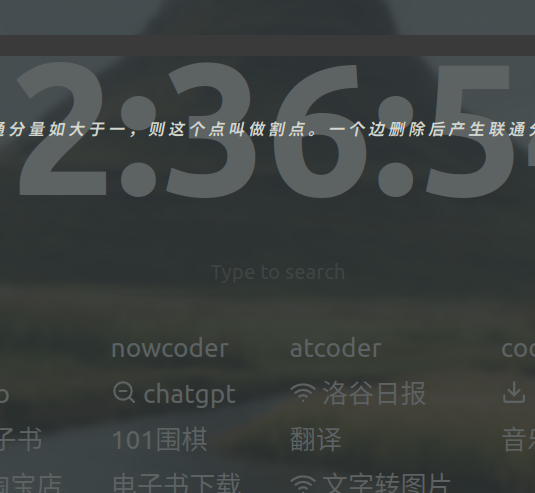 2:36:5
通分量如大于一，则这个点叫做割点。一个边删除后产生联通分
Type to search
nowcoder atcoder coo
o chatgpt 洛谷日报
子书 101围棋 翻译 音乐
淘宝店 电子书下载 文字转图片